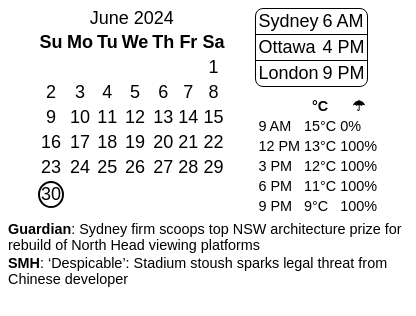 June 2024
Su Mo Tu We Th Fr Sa
1
2 3 4 5 6 7 8
9 10 11 12 13 14 15
16 17 18 19 20 21 22
23 24 25 26 27 28 29
30
Sydney 6 AM
Ottawa 4 PM
London 9 PM
°C ☂
9 AM 15°C 0%
12 PM 13°C 100%
3 PM 12°C 100%
6 PM 11°C 100%
9 PM 9°C 100%
Guardian: Sydney firm scoops top NSW architecture prize for
rebuild of North Head viewing platforms
SMH: ‘Despicable’: Stadium stoush sparks legal threat from
Chinese developer